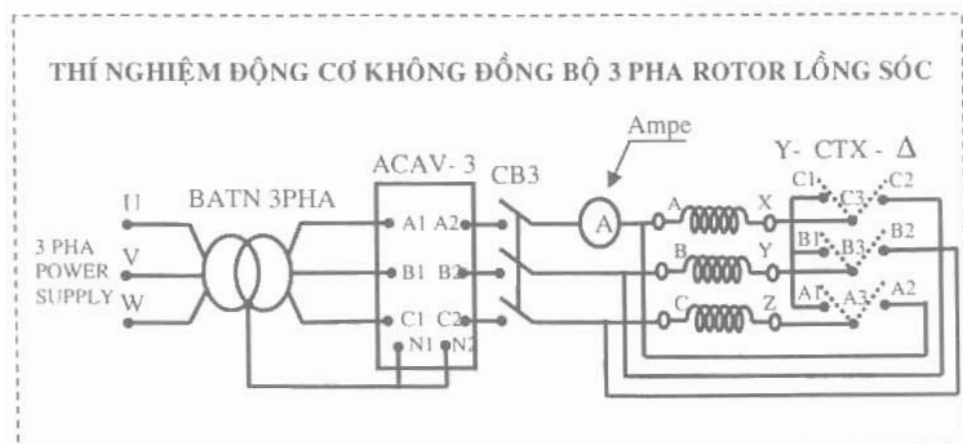 THÍ NGHIỆM ĐỘNG CƠ KHÔNG ĐỒNG BỘ 3 PHA ROTOR LỒNG SÓC
Ampe
Y- CTX - Δ
ACAV- 3
CB3
BATN 3PHA
U
V
W
3 PHA
POWER
SUPPLY
A1 A2
B1 B2
C1 C2
N1 N2
A
A X
B Y
C Z
C1 C3 C2
B1 B3 B2
A1 A3 A2